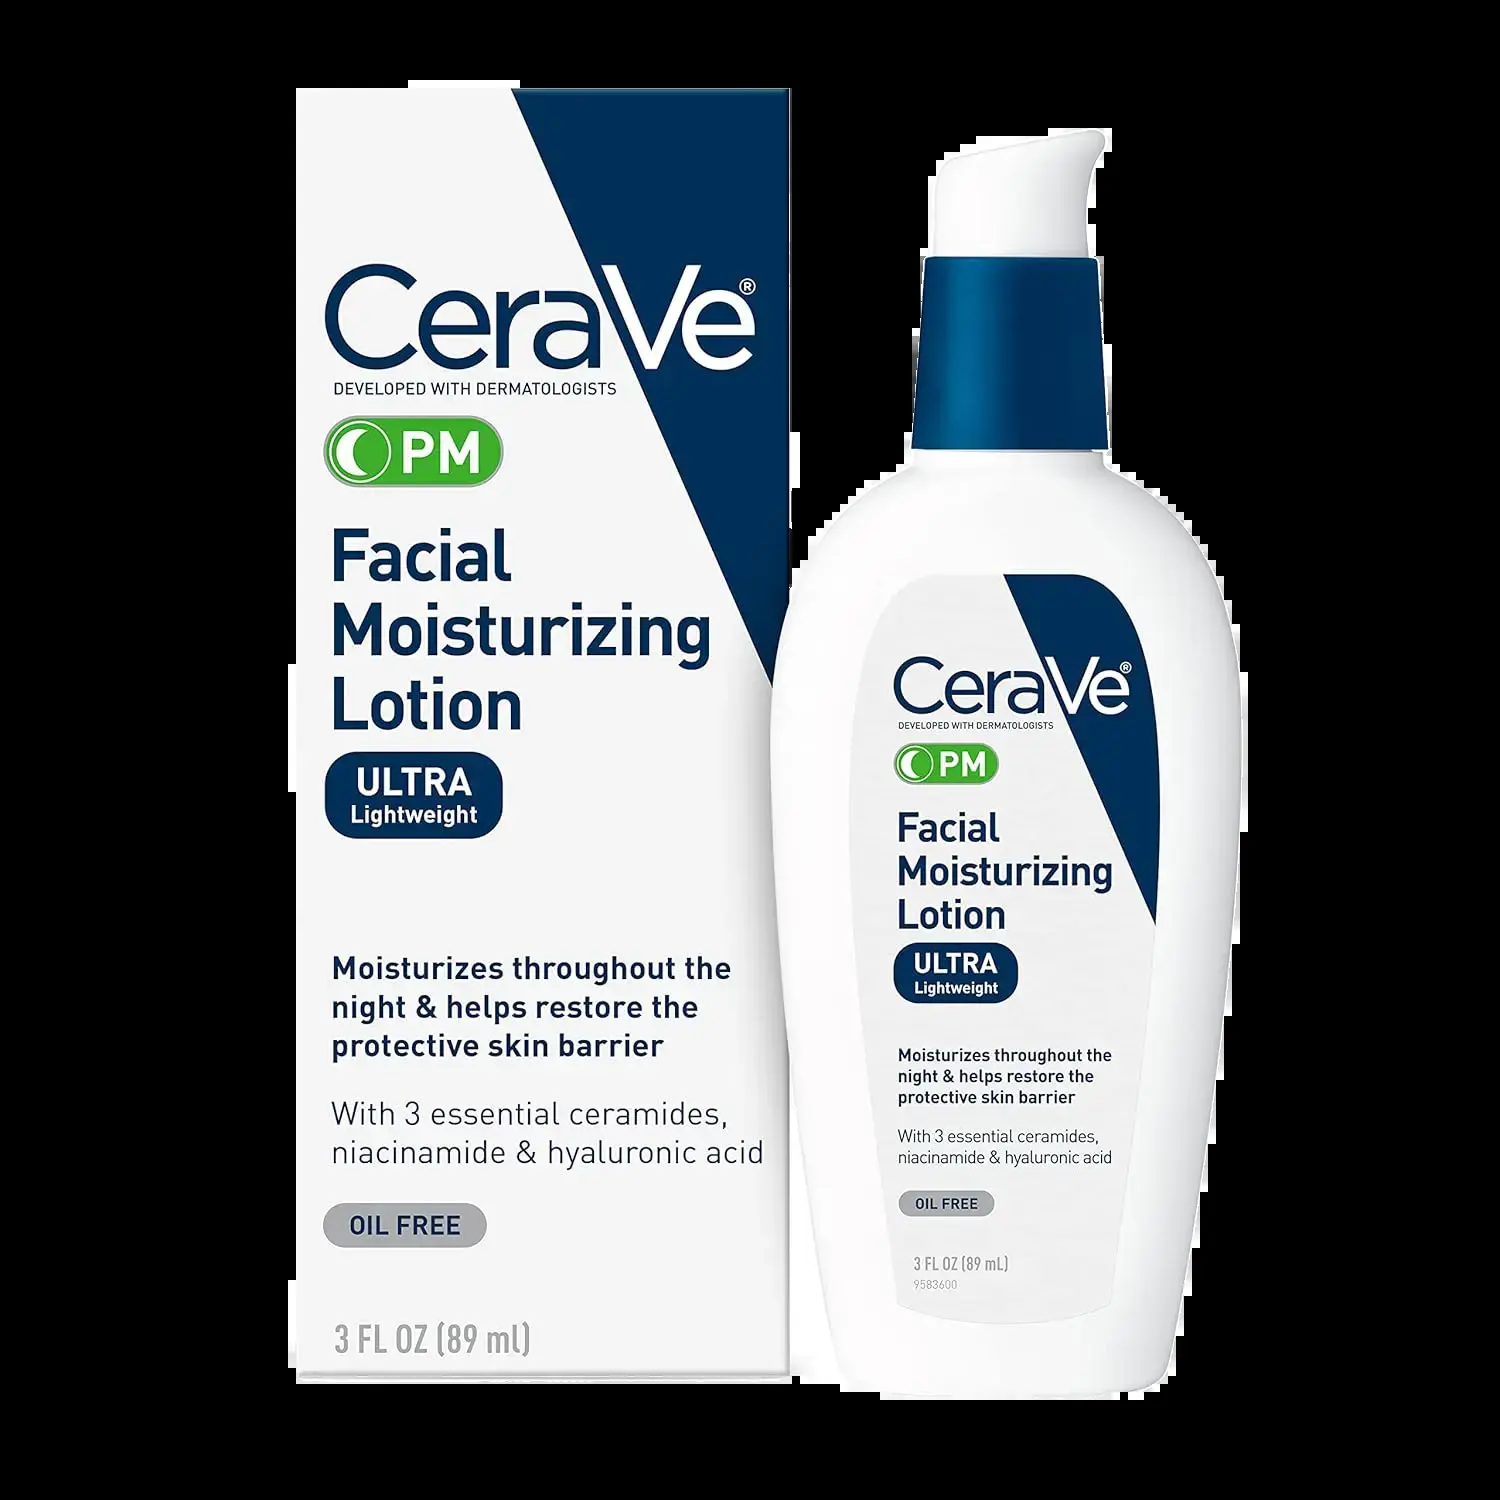 CeraVe®
DEVELOPED WITH DERMATOLOGISTS
PM
Facial
Moisturizing
Lotion
ULTRA
Lightweight
Moisturizes throughout the
night & helps restore the
protective skin barrier
With 3 essential ceramides,
niacinamide & hyaluronic acid
OIL FREE
3 FL OZ (89 ml)
CeraVe®
DEVELOPED WITH DERMATOLOGISTS
PM
Facial
Moisturizing
Lotion
ULTRA
Lightweight
Moisturizes throughout the
night & helps restore the
protective skin barrier
With 3 essential ceramides,
niacinamide & hyaluronic acid
OIL FREE
3 FL OZ (89 mL)
9583600